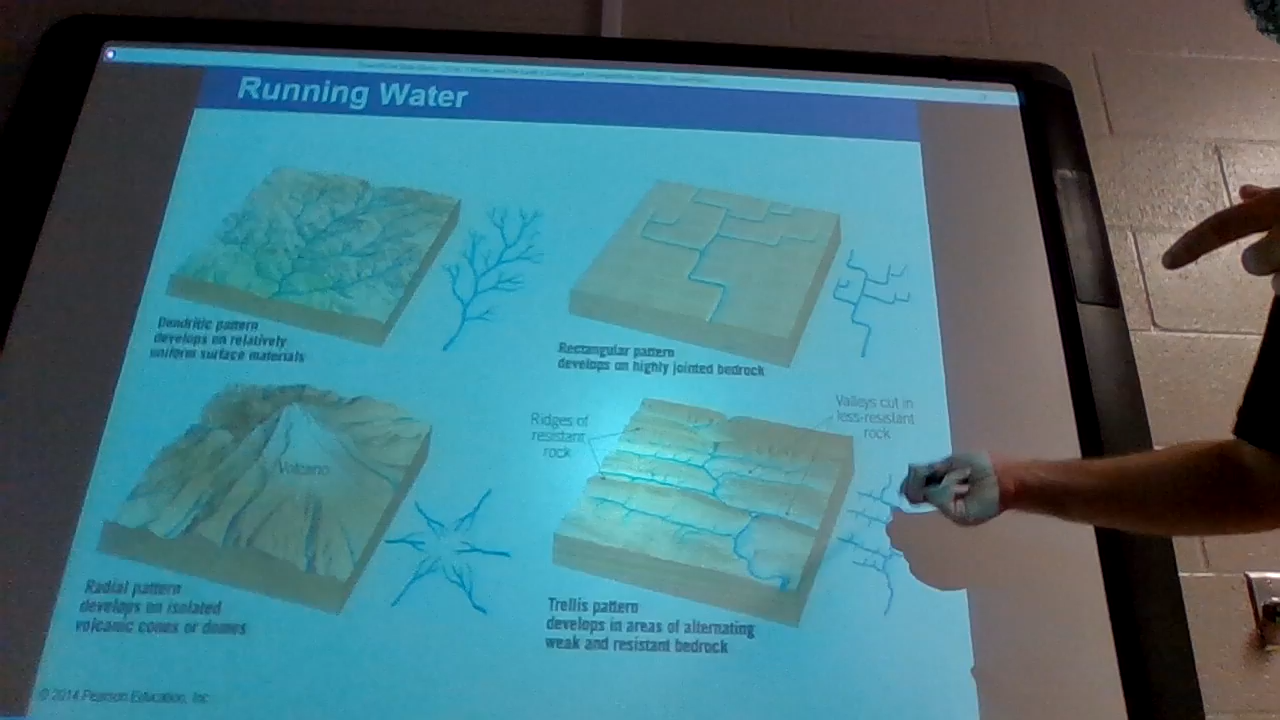 Running Water
Dendritic pattern
develops on relatively
uniform surface materials
Rectangular pattern
develops on highly jointed bedrock
Volcano
Radial pattern
develops on isolated
volcanic cones or domes
Ridges of
resistant
rock
Valleys cut in
less-resistant
rock
Trellis pattern
develops in areas of alternating
weak and resistant bedrock
© 2014 Pearson Education, Inc.